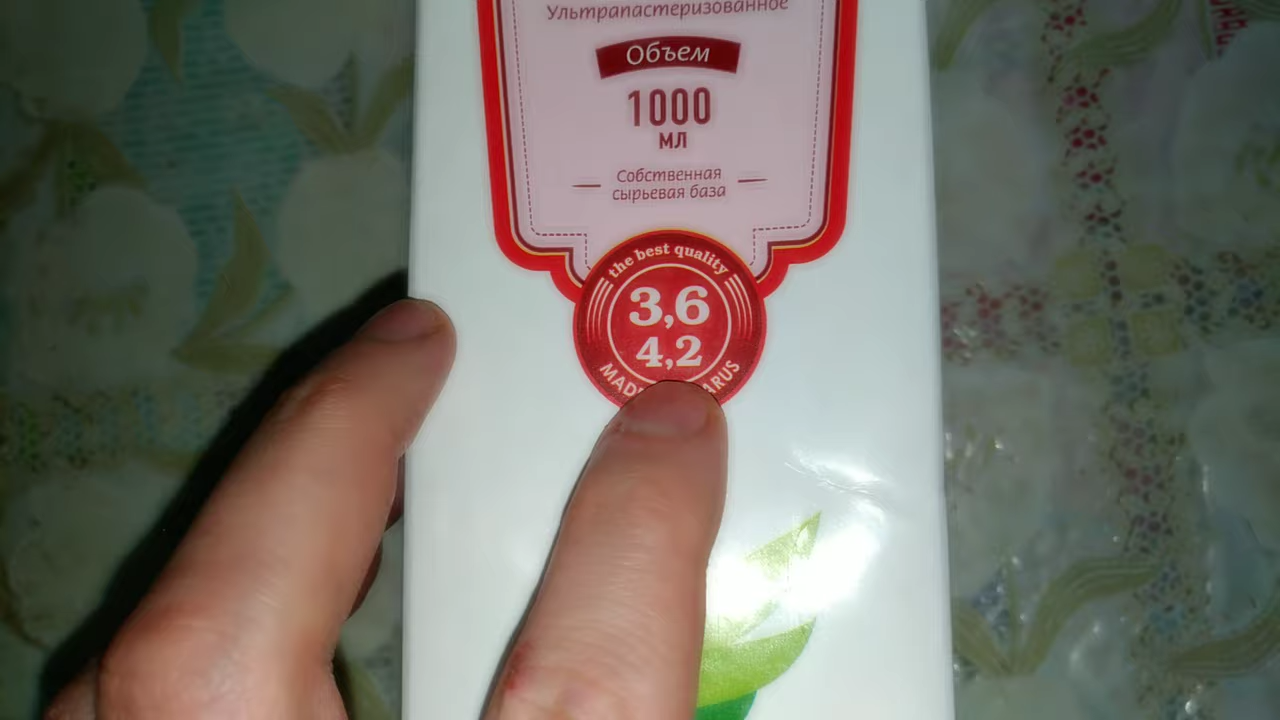 Ультрапастеризованное
Объем
1000
МЛ
Собственная
сырьевая база
the best quality
3,6
4,2